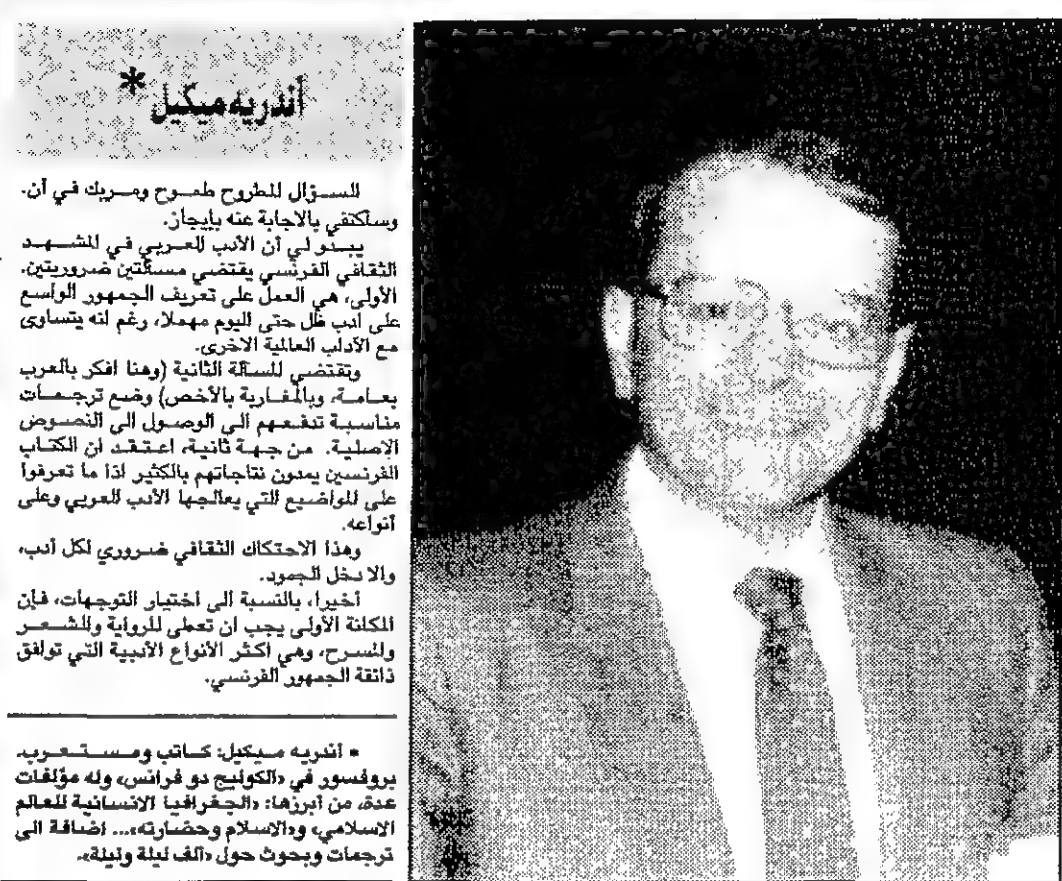 أندريه ميكيل *
السؤال المطروح طموح ومربك في آن.
وسأكتفي بالاجابة عنه بإيجاز.
يبدو لي أن الأدب العربي في المشهد
الثقافي الفرنسي يقتضي مسألتين ضروريتين.
الأولى، هي العمل على تعريف الجمهور الواسع
على ادب ظل حتى اليوم مهملا، رغم انه يتساوى
مع الآداب العالمية الاخرى.
وتقتضي المسألة الثانية (وهنا افكر بالعرب
بعامة، وبالمغاربة بالأخص) وضع ترجمات
مناسبة تدفعهم الى الوصول الى النصوص
الاصلية. من جهة ثانية، اعتقد ان الكتاب
الفرنسيين يمدون نتاجاتهم بالكثير اذا ما تعرفوا
على المواضيع التي يعالجها الأدب العربي وعلى
أنواعه.
وهذا الاحتكاك الثقافي ضروري لكل أدب،
والا دخل الجمود.
أخيرا، بالنسبة الى اختيار التوجهات، فإن
المكانة الأولى يجب ان تعطى للرواية وللشعر
وللمسرح، وهي اكثر الأنواع الأدبية التي توافق
ذائقة الجمهور الفرنسي.
* أندريه ميكيل: كاتب ومستعرب.
بروفسور في «الكوليج دو فرانس» وله مؤلفات
عدة، من أبرزها: «الجغرافيا الانسانية للعالم
الاسلامي» و«الاسلام وحضارته»... اضافة الى
ترجمات وبحوث حول «ألف ليلة وليلة».